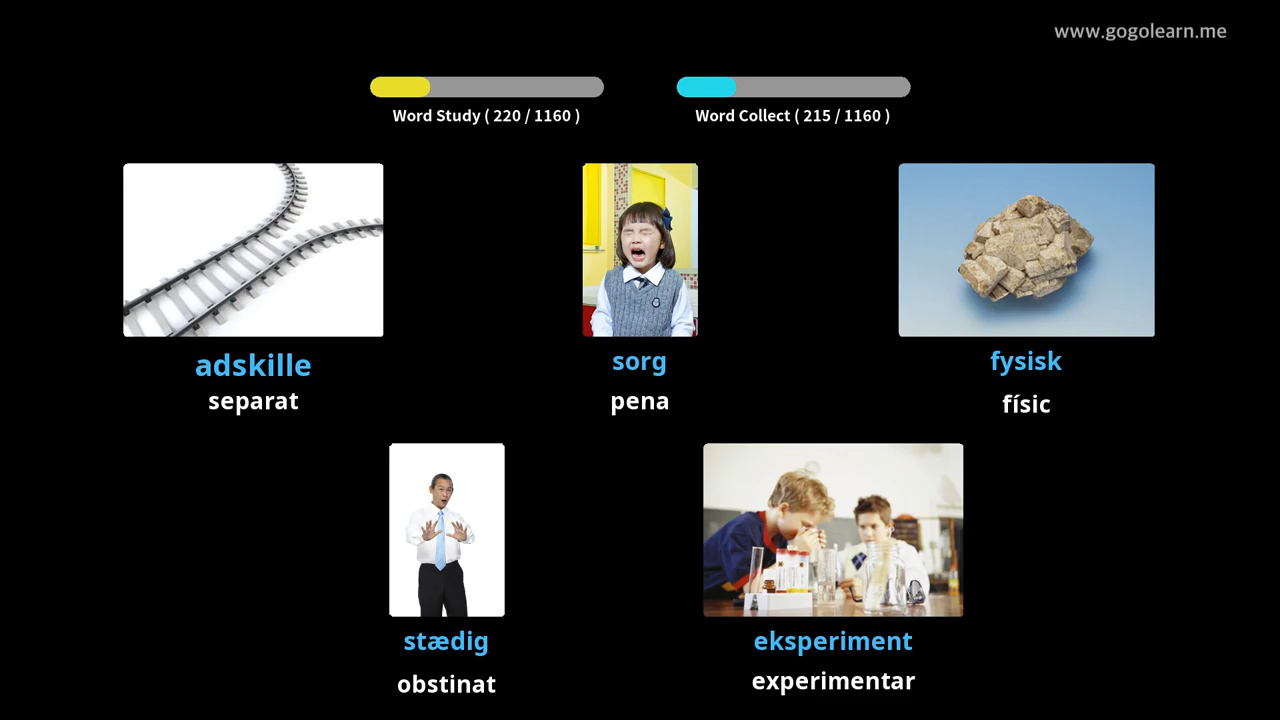 www.gogolearn.me
Word Study ( 220 / 1160 )
Word Collect ( 215 / 1160 )
adskille
separat
sorg
pena
fysisk
físic
stædig
obstinat
eksperiment
experimentar